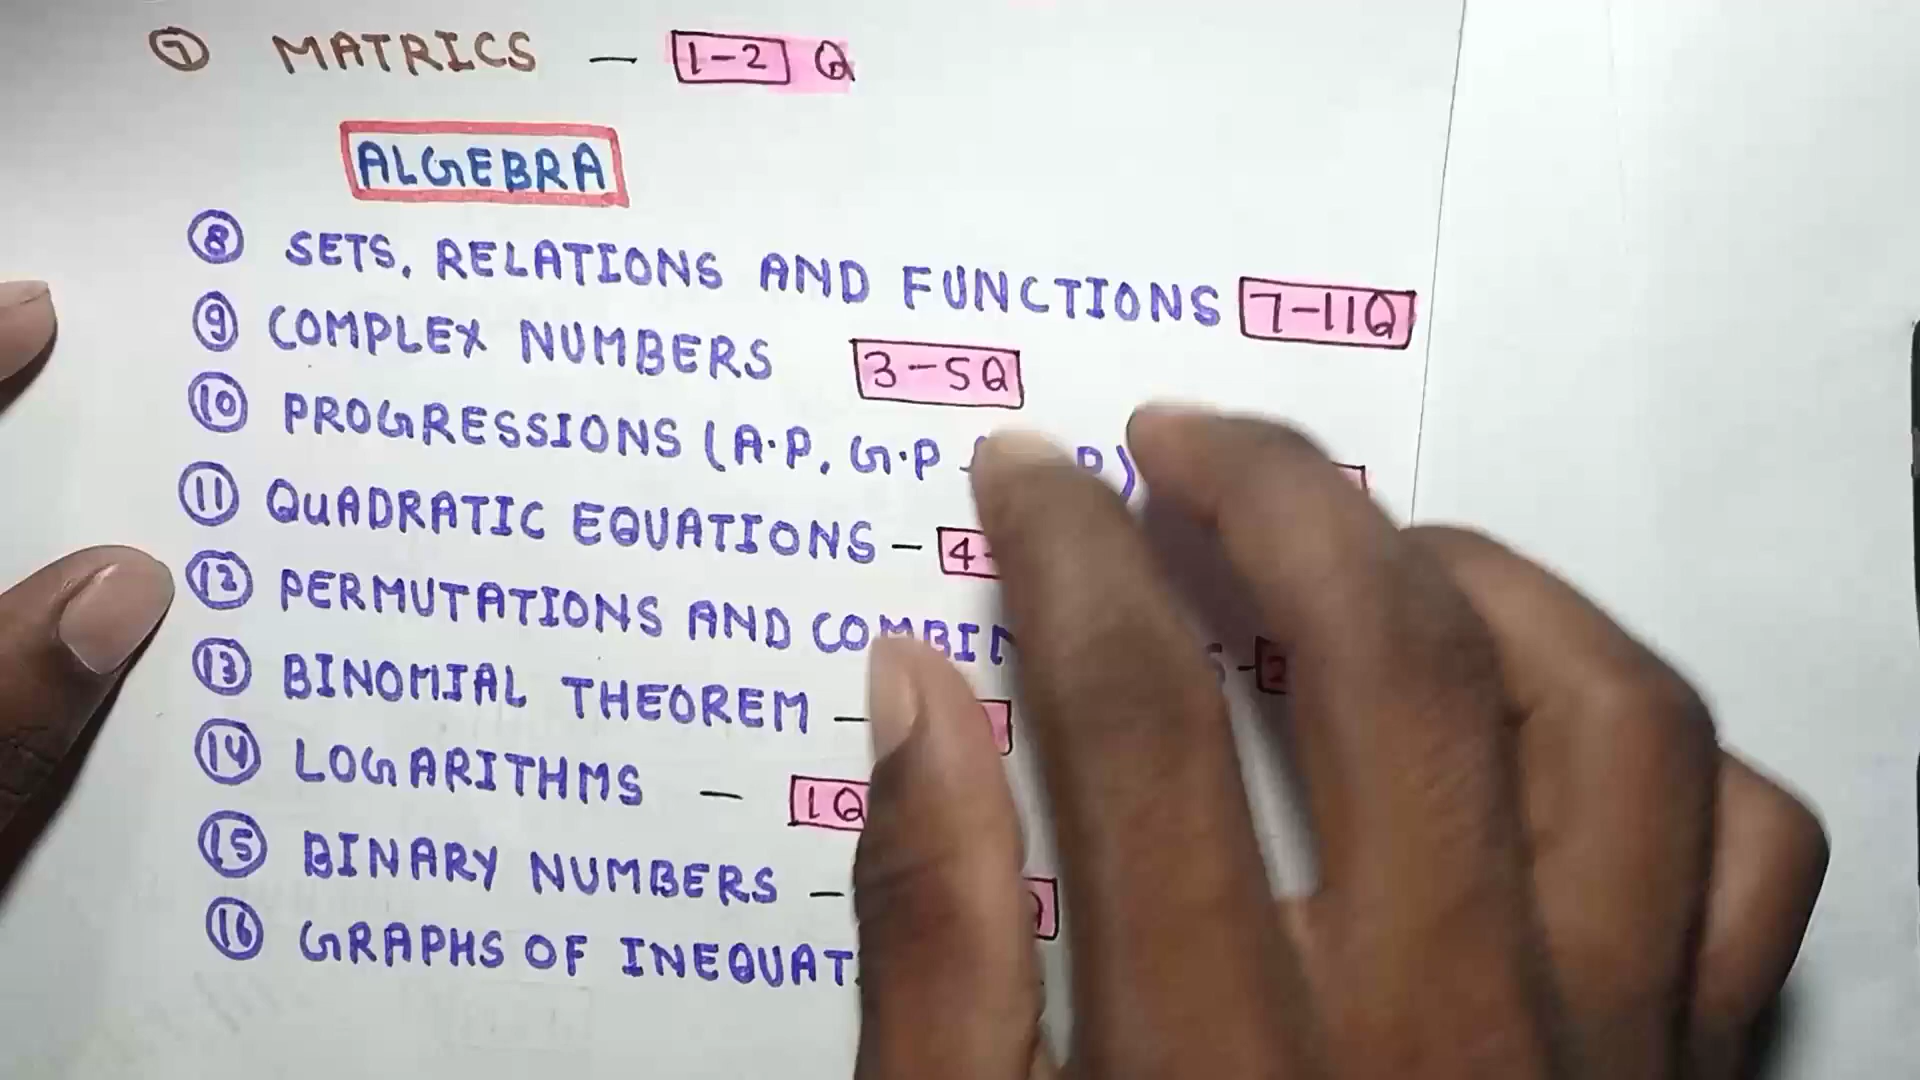 7 MATRICS — 1-2 Q
ALGEBRA
8 SETS, RELATIONS AND FUNCTIONS 7-11Q
9 COMPLEX NUMBERS 3-5Q
10 PROGRESSIONS (A.P, G.P P)
11 QUADRATIC EQUATIONS - 4-
12 PERMUTATIONS AND COMBIN S - 2
13 BINOMIAL THEOREM —
14 LOGARITHMS — 1Q
15 BINARY NUMBERS —
16 GRAPHS OF INEQUAT